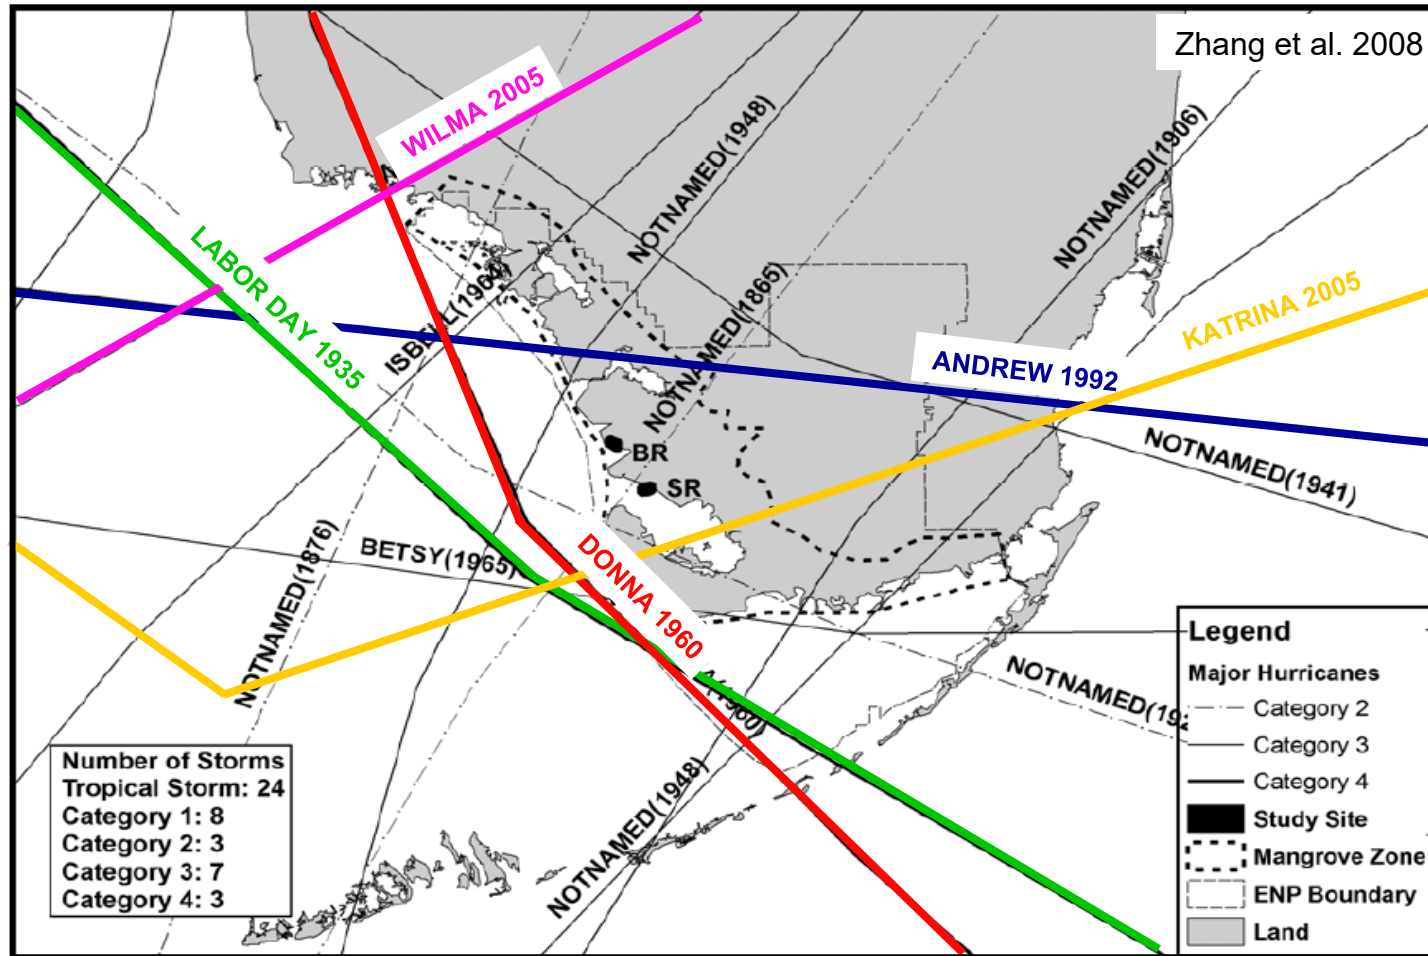 Zhang et al. 2008
WILMA 2005
NOTNAMED(1948)
NOTNAMED(1906)
LABOR DAY 1935
ISBELL(1964)
NOTNAMED(1865)
KATRINA 2005
ANDREW 1992
BR
SR
NOTNAMED(1941)
NOTNAMED(1876)
BETSY(1965)
DONNA 1960
A(1960)
NOTNAMED(192
NOTNAMED(1948)
Number of Storms
Tropical Storm: 24
Category 1: 8
Category 2: 3
Category 3: 7
Category 4: 3
Legend
Major Hurricanes
Category 2
Category 3
Category 4
Study Site
Mangrove Zone
ENP Boundary
Land